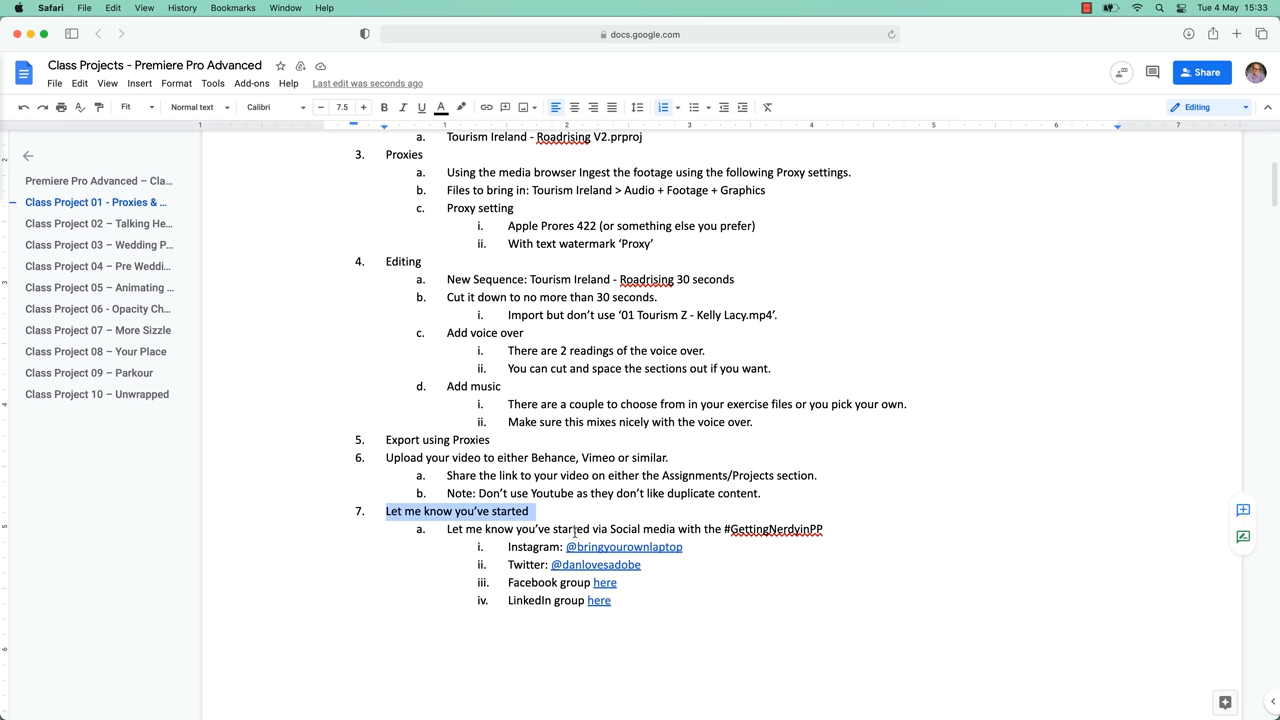 Safari File Edit View History Bookmarks Window Help Tue 4 May 15:33
docs.google.com
Class Projects - Premiere Pro Advanced
File Edit View Insert Format Tools Add-ons Help Last edit was seconds ago
Share
Fit Normal text Calibri 7.5 Editing
1 1 2 3 4 5 6 7
a. Tourism Ireland - Roadrising V2.prproj
3. Proxies
a. Using the media browser Ingest the footage using the following Proxy settings.
b. Files to bring in: Tourism Ireland > Audio + Footage + Graphics
c. Proxy setting
i. Apple Prores 422 (or something else you prefer)
ii. With text watermark ‘Proxy’
4. Editing
a. New Sequence: Tourism Ireland - Roadrising 30 seconds
b. Cut it down to no more than 30 seconds.
i. Import but don’t use ‘01 Tourism Z - Kelly Lacy.mp4’.
c. Add voice over
i. There are 2 readings of the voice over.
ii. You can cut and space the sections out if you want.
d. Add music
i. There are a couple to choose from in your exercise files or you pick your own.
ii. Make sure this mixes nicely with the voice over.
5. Export using Proxies
6. Upload your video to either Behance, Vimeo or similar.
a. Share the link to your video on either the Assignments/Projects section.
b. Note: Don’t use Youtube as they don’t like duplicate content.
7. Let me know you’ve started
a. Let me know you’ve started via Social media with the #GettingNerdyinPP
i. Instagram: @bringyourownlaptop
ii. Twitter: @danlovesadobe
iii. Facebook group here
iv. LinkedIn group here
Premiere Pro Advanced – Cla...
Class Project 01 - Proxies & ...
Class Project 02 – Talking He...
Class Project 03 – Wedding P...
Class Project 04 – Pre Weddi...
Class Project 05 – Animating ...
Class Project 06 - Opacity Ch...
Class Project 07 – More Sizzle
Class Project 08 – Your Place
Class Project 09 – Parkour
Class Project 10 – Unwrapped
2
3
4
5
6